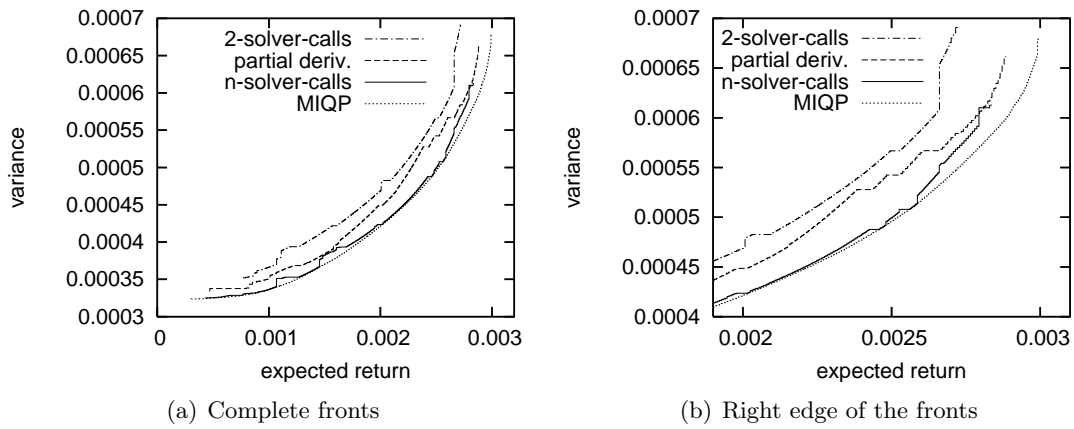 0.0007
0.00065
0.0006
0.00055
0.0005
0.00045
0.0004
0.00035
0.0003
variance
2-solver-calls
partial deriv.
n-solver-calls
MIQP
0
0.001
0.002
0.003
expected return
(a) Complete fronts
0.0007
0.00065
0.0006
0.00055
0.0005
0.00045
0.0004
variance
2-solver-calls
partial deriv.
n-solver-calls
MIQP
0.002
0.0025
0.003
expected return
(b) Right edge of the fronts